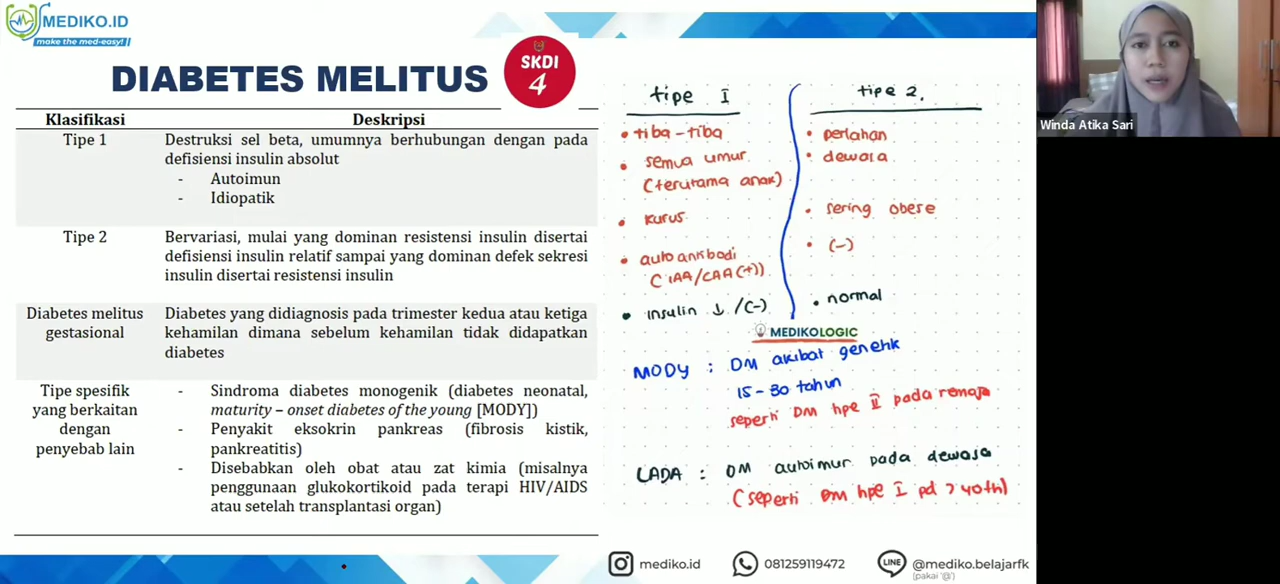 MEDIKO.ID
make the med-easy!
DIABETES MELITUS
SKDI
4
Klasifikasi Deskripsi
Tipe 1 Destruksi sel beta, umumnya berhubungan dengan pada
defisiensi insulin absolut
- Autoimun
- Idiopatik
Tipe 2 Bervariasi, mulai yang dominan resistensi insulin disertai
defisiensi insulin relatif sampai yang dominan defek sekresi
insulin disertai resistensi insulin
Diabetes melitus Diabetes yang didiagnosis pada trimester kedua atau ketiga
gestasional kehamilan dimana sebelum kehamilan tidak didapatkan
diabetes
Tipe spesifik - Sindroma diabetes monogenik (diabetes neonatal,
yang berkaitan maturity – onset diabetes of the young [MODY])
dengan - Penyakit eksokrin pankreas (fibrosis kistik,
penyebab lain pankreatitis)
- Disebabkan oleh obat atau zat kimia (misalnya
penggunaan glukokortikoid pada terapi HIV/AIDS
atau setelah transplantasi organ)
tipe I
• tiba-tiba
• semua umur
(terutama anak)
• kurus
• autoantibodi
(IAA/CAA(+))
• insulin ↓ /(-)
tipe 2.
• perlahan
• dewasa
• sering obese
• (-)
• normal
MEDIKOLOGIC
MODY : DM akibat genetik
15-30 tahun
seperti DM tipe II pada remaja
LADA : DM autoimun pada dewasa
(seperti DM tipe I pd > 40th)
mediko.id
081259119472
LINE
@mediko.belajarfk
(pakai '@')
Winda Atika Sari